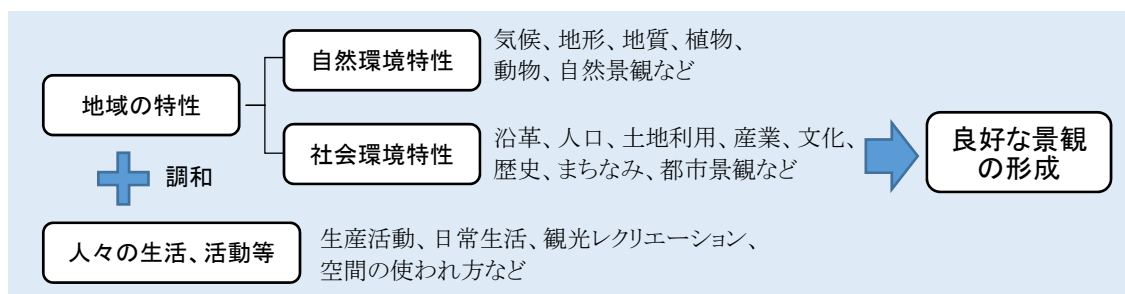 地域の特性
自然環境特性
気候、地形、地質、植物、
動物、自然景観など
社会環境特性
沿革、人口、土地利用、産業、文化、
歴史、まちなみ、都市景観など
調和
人々の生活、活動等
生産活動、日常生活、観光レクリエーション、
空間の使われ方など
良好な景観
の形成